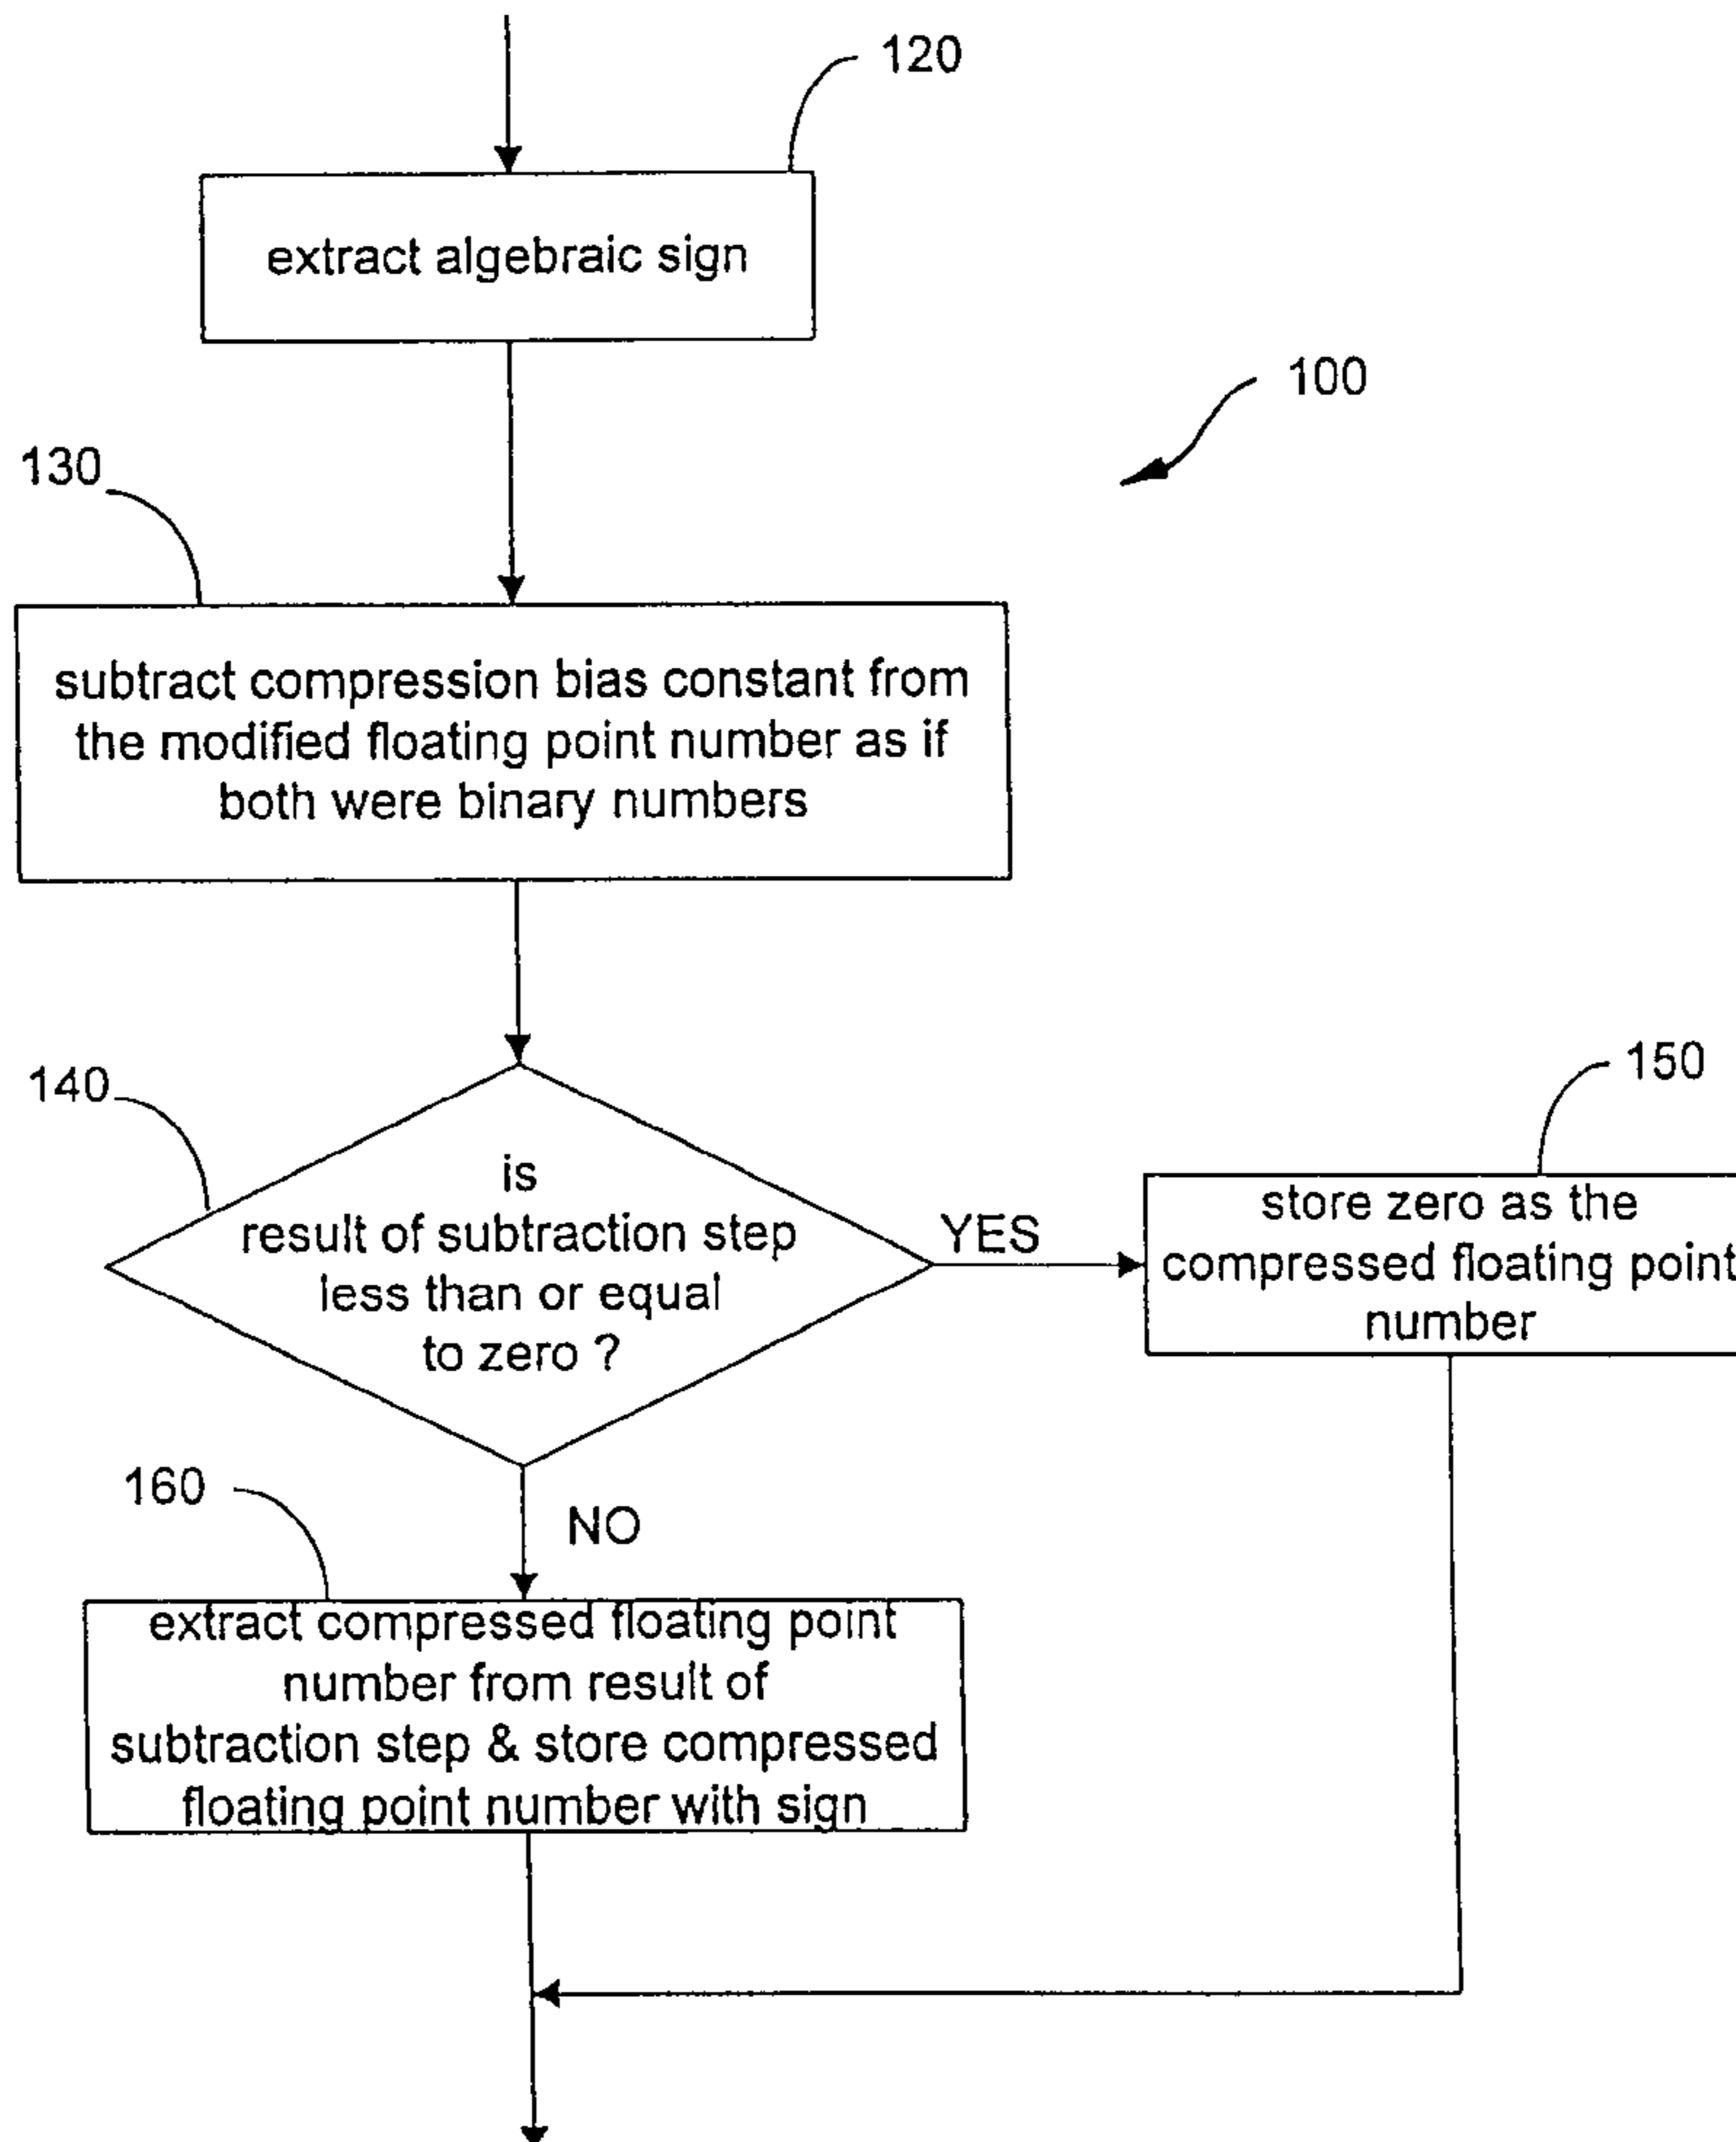 120
extract algebraic sign
100
130
subtract compression bias constant from
the modified floating point number as if
both were binary numbers
140
is
result of subtraction step
less than or equal
to zero ?
YES
150
store zero as the
compressed floating point
number
160
NO
extract compressed floating point
number from result of
subtraction step & store compressed
floating point number with sign